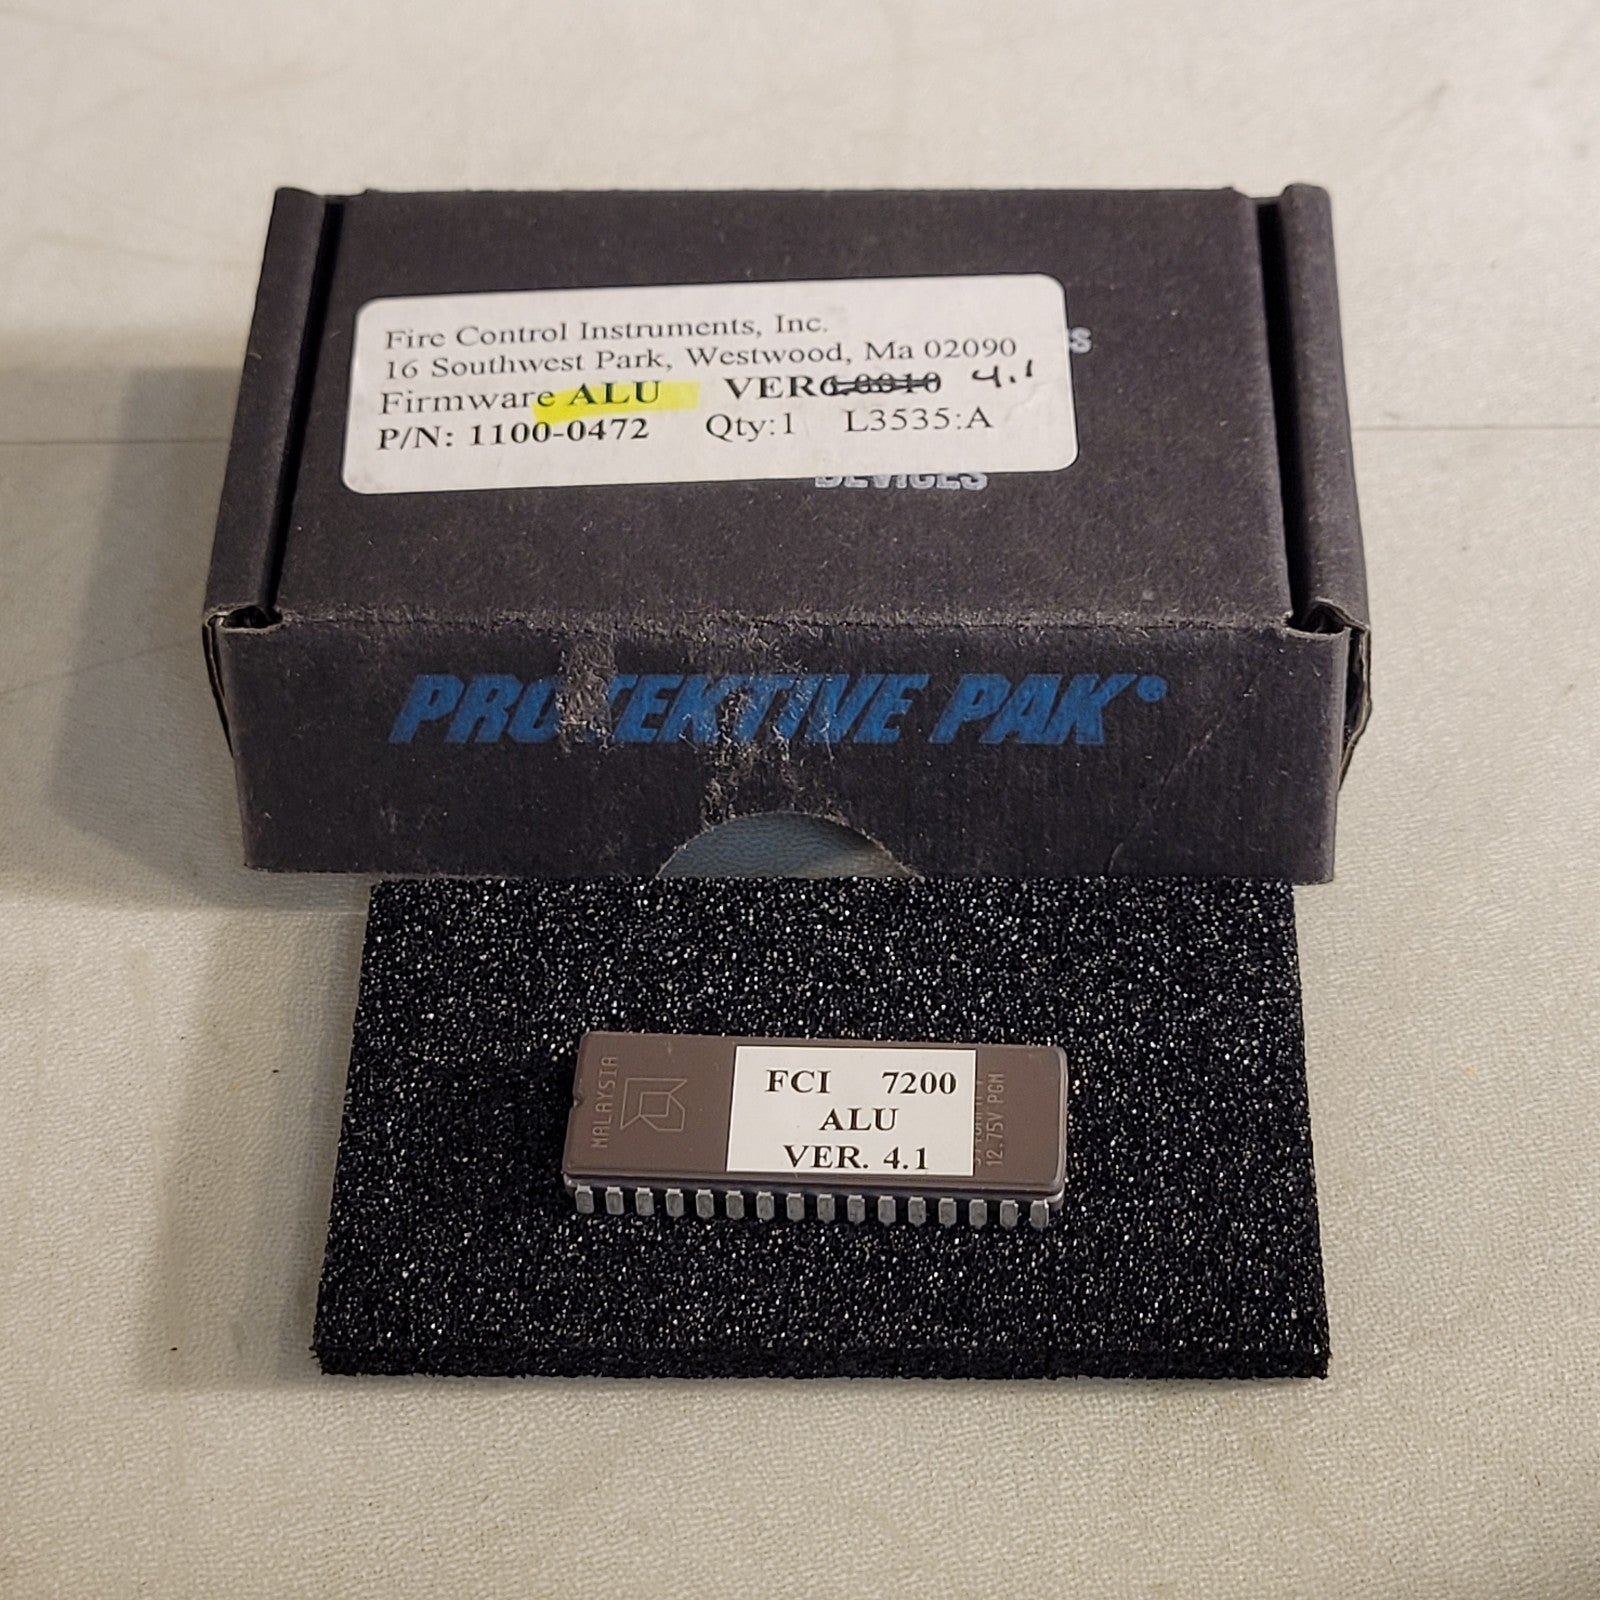 Fire Control Instruments, Inc.
16 Southwest Park, Westwood, Ma 02090
Firmware ALU VER 4.1
P/N: 1100-0472 Qty:1 L3535:A
S
DEVICES
PROTEKTIVE PAK®
MALAYSIA
FCI 7200
ALU
VER. 4.1
12.75V PGM